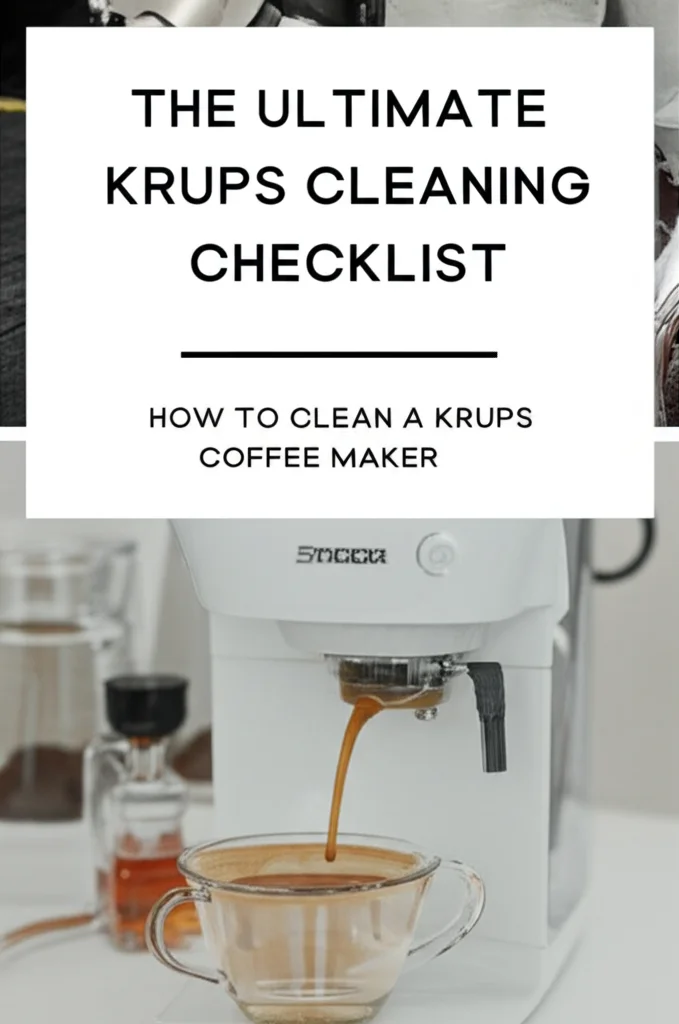 THE ULTIMATE
KRUPS CLEANING
CHECKLIST
HOW TO CLEAN A KRUPS
COFFEE MAKER